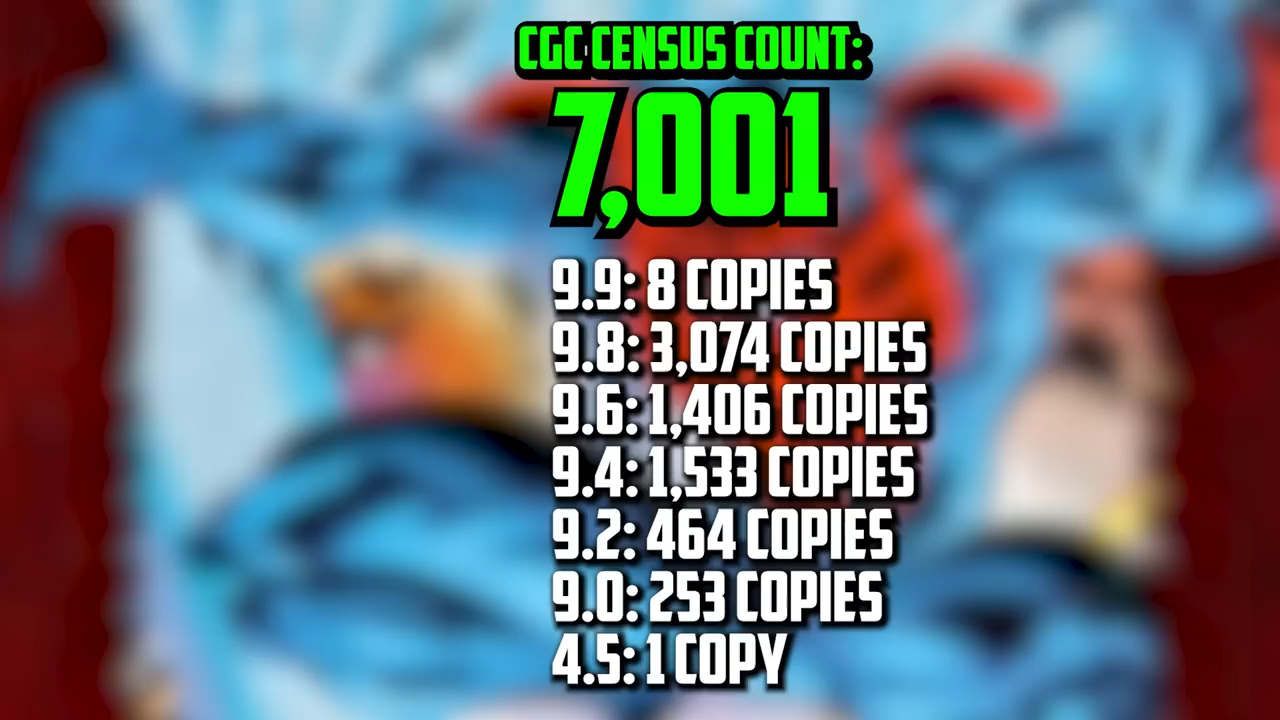 CGC CENSUS COUNT:
7,001
9.9: 8 COPIES
9.8: 3,074 COPIES
9.6: 1,406 COPIES
9.4: 1,533 COPIES
9.2: 464 COPIES
9.0: 253 COPIES
4.5: 1 COPY